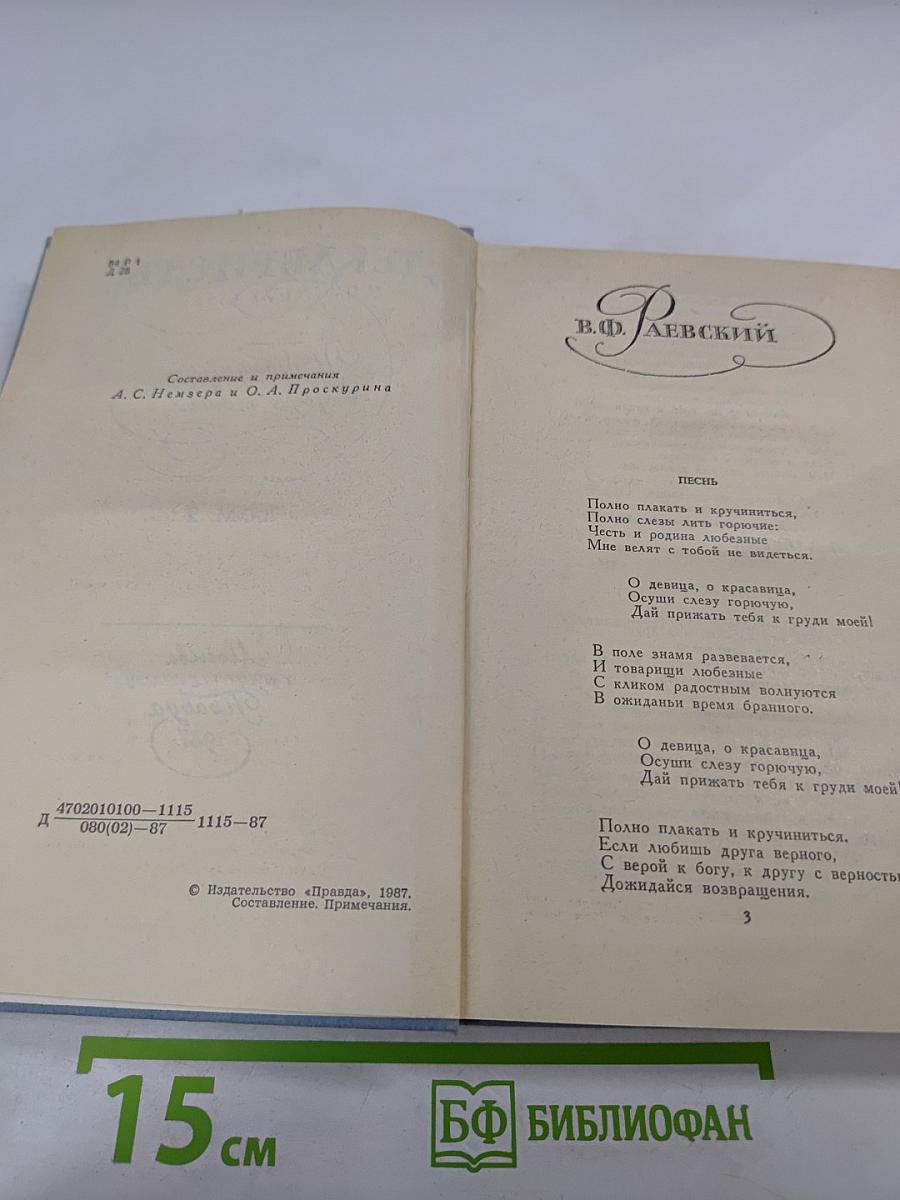 Д 28
Составление и примечания
А. С. Немзера и О. А. Проскурина
Д 4702010100—1115 1115—87
080(02)—87
© Издательство «Правда», 1987.
Составление. Примечания.
В.Ф. Раевский
ПЕСНЬ
Полно плакать и кручиниться,
Полно слезы лить горючие:
Честь и родина любезные
Мне велят с тобой не видеться.
О девица, о красавица,
Осуши слезу горючую,
Дай прижать тебя к груди моей!
В поле знамя развевается,
И товарищи любезные
С кликом радостным волнуются
В ожиданьи время бранного.
О девица, о красавица,
Осуши слезу горючую,
Дай прижать тебя к груди моей!
Полно плакать и кручиниться.
Если любишь друга верного,
С верой к богу, к другу с верность
Дожидайся возвращения.
3
15 см
БФ БИБЛИОФАН